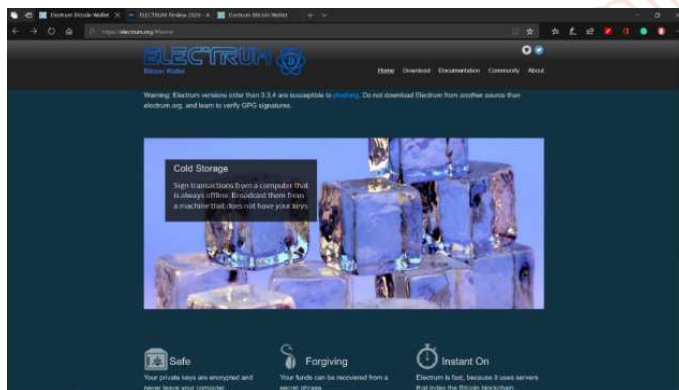 Electrum Bitcoin Wallet
ELECTRUM Review 2020
Electrum Bitcoin Wallet
https://electrum.org/#home
ELECTRUM
Bitcoin Wallet
Home Download Documentation Community About
Warning: Electrum versions older than 3.3.4 are susceptible to phishing. Do not download Electrum from another source than
electrum.org, and learn to verify GPG signatures.
Cold Storage
Sign transactions from a computer that
is always offline. Broadcast them from
a machine that does not have your keys
Safe
Forgiving
Instant On
Your private keys are encrypted and
never leave your computer.
Your funds can be recovered from a
secret phrase.
Electrum is fast, because it uses servers
that index the Bitcoin blockchain.